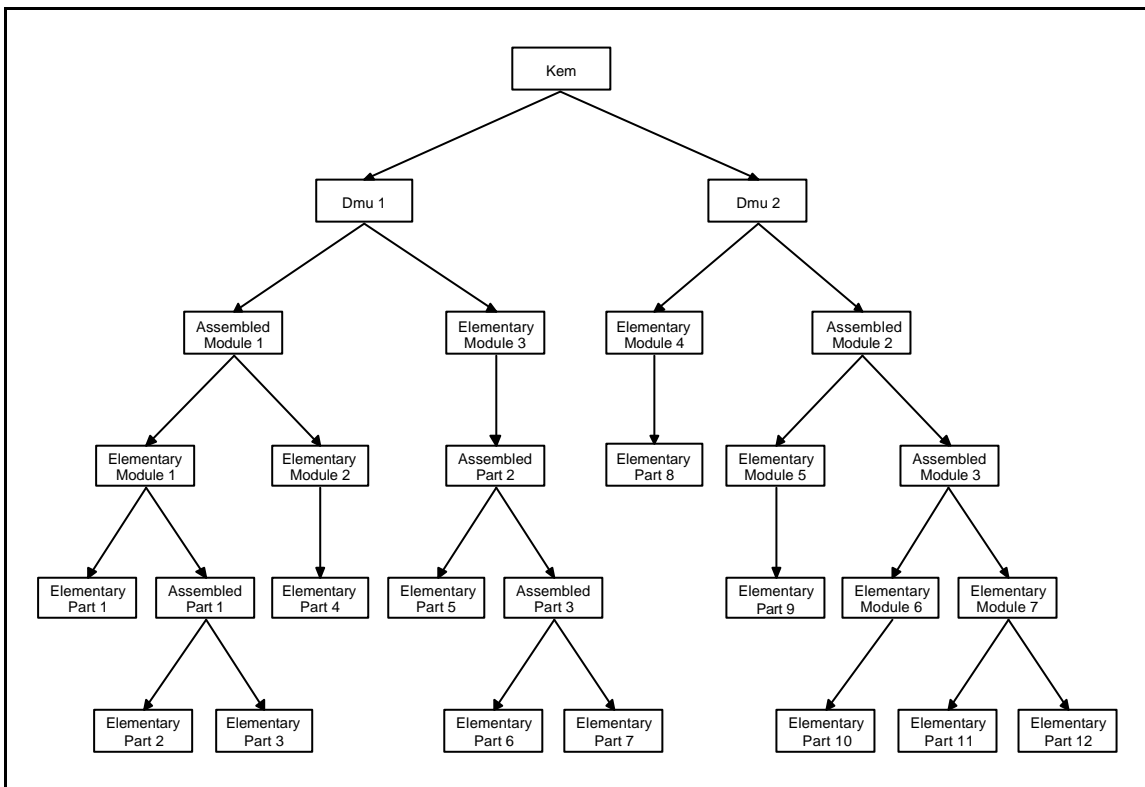 Kem
Dmu 1
Dmu 2
Assembled
Module 1
Elementary
Module 3
Elementary
Module 4
Assembled
Module 2
Elementary
Module 1
Elementary
Module 2
Assembled
Part 2
Elementary
Part 8
Elementary
Module 5
Assembled
Module 3
Elementary
Part 1
Assembled
Part 1
Elementary
Part 4
Elementary
Part 5
Assembled
Part 3
Elementary
Part 9
Elementary
Module 6
Elementary
Module 7
Elementary
Part 2
Elementary
Part 3
Elementary
Part 6
Elementary
Part 7
Elementary
Part 10
Elementary
Part 11
Elementary
Part 12